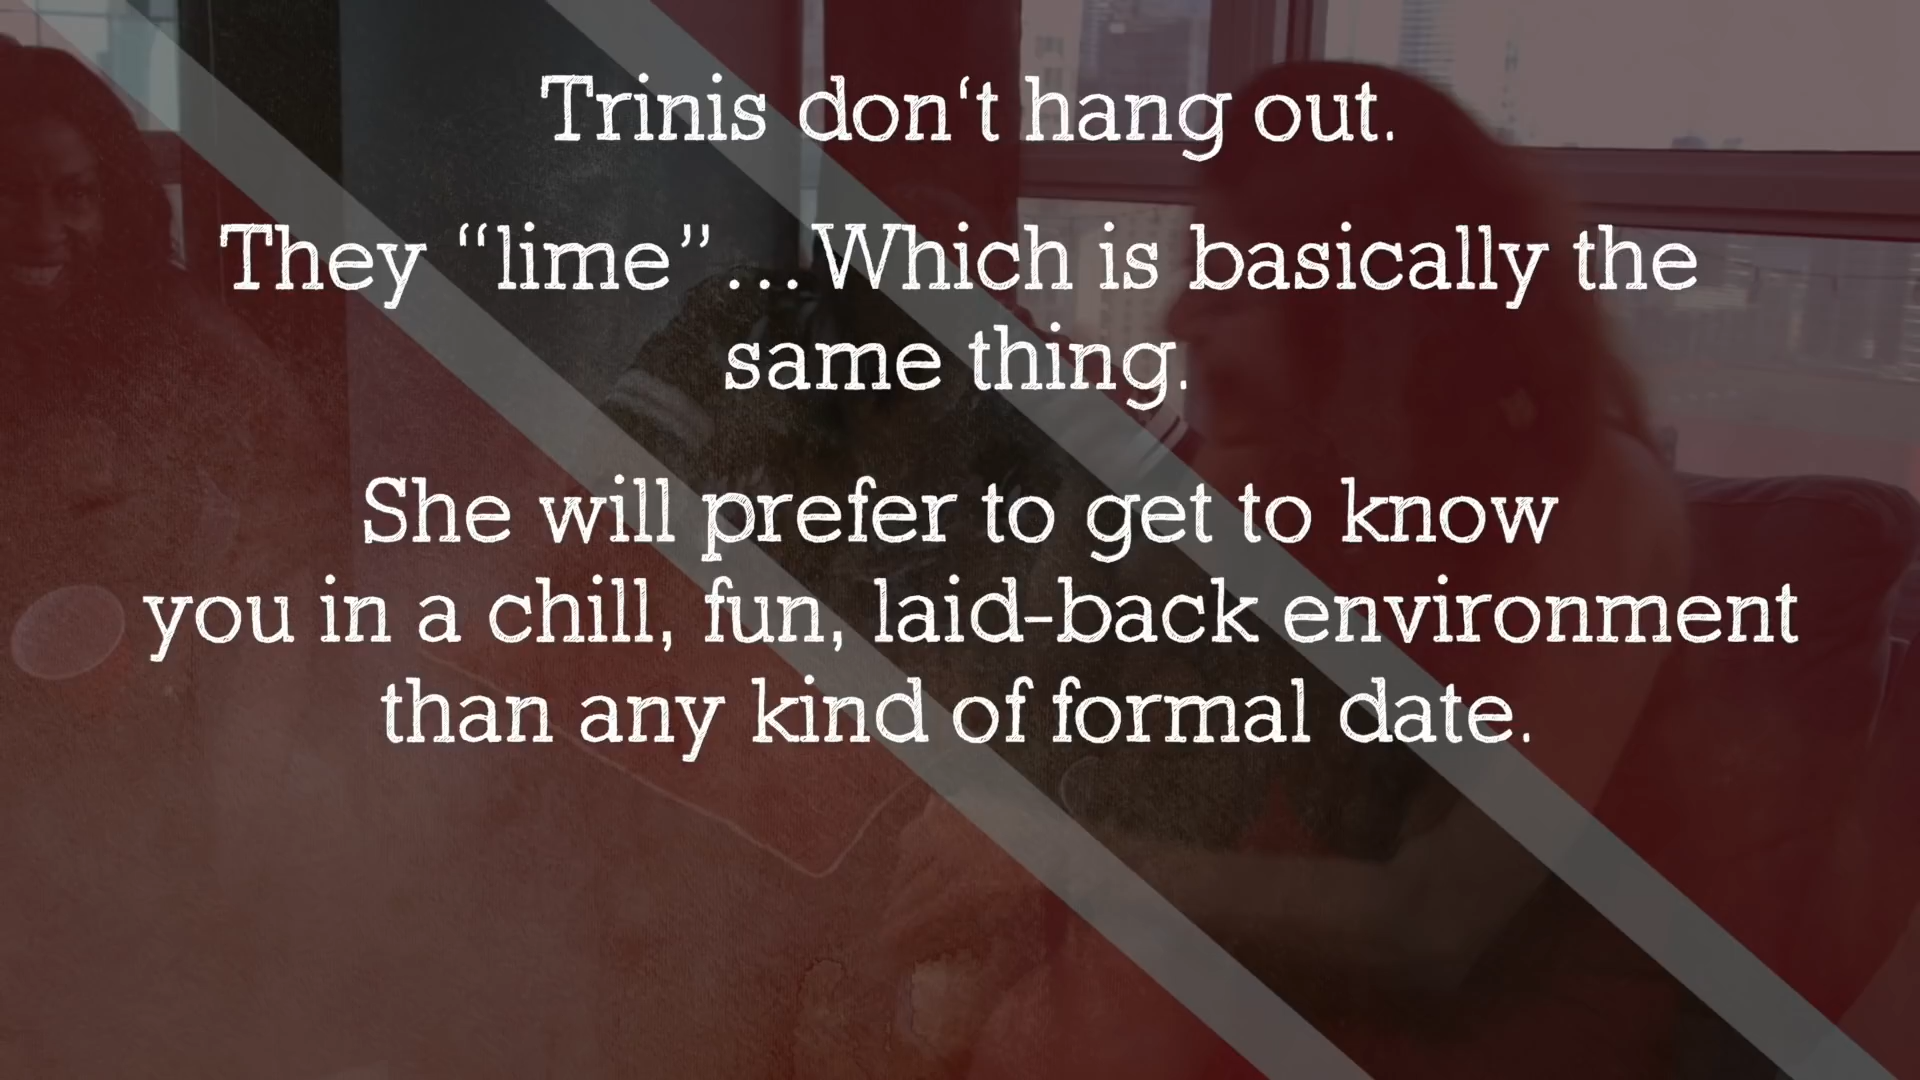 Trinis don‘t hang out.
They “lime”...Which is basically the
same thing.
She will prefer to get to know
you in a chill, fun, laid-back environment
than any kind of formal date.